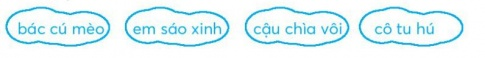 bác cú mèo em sáo xinh cậu chìa vôi cô tu hú